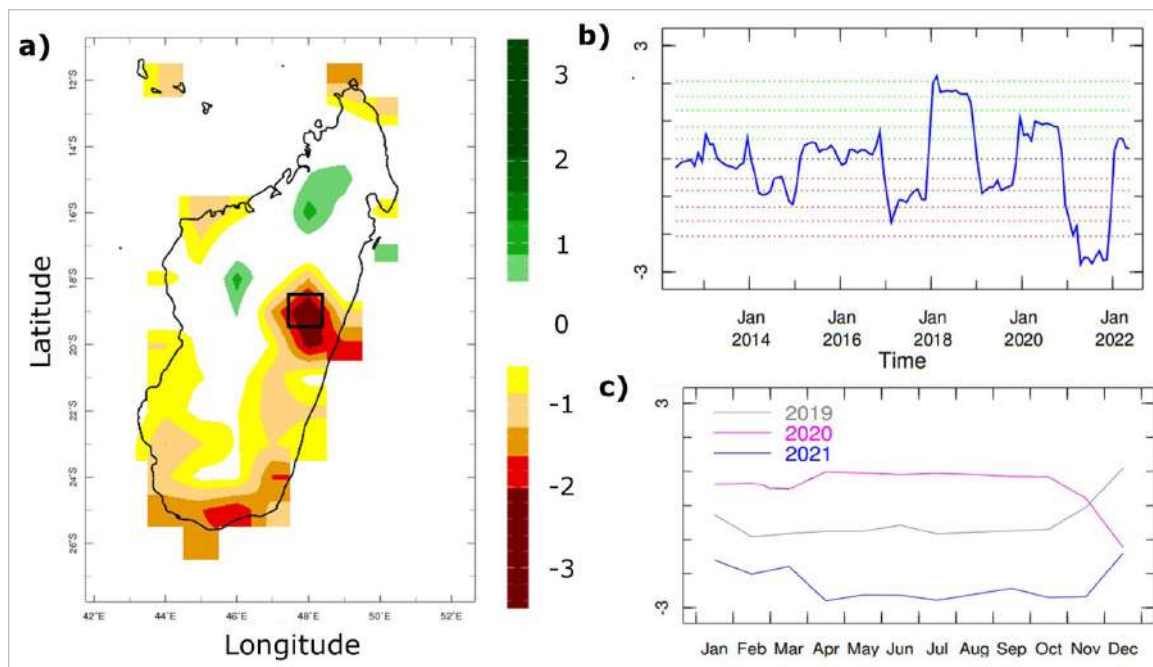 a)
12°S
14°S
16°S
18°S
20°S
22°S
24°S
26°S
Latitude
42°E
44°E
46°E
48°E
50°E
52°E
Longitude
3
2
1
0
-1
-2
-3
b)
3
-3
Jan Jan Jan Jan Jan
2014 2016 2018 2020 2022
Time
c)
3
-3
2019
2020
2021
Jan Feb Mar Apr May Jun Jul Aug Sep Oct Nov Dec